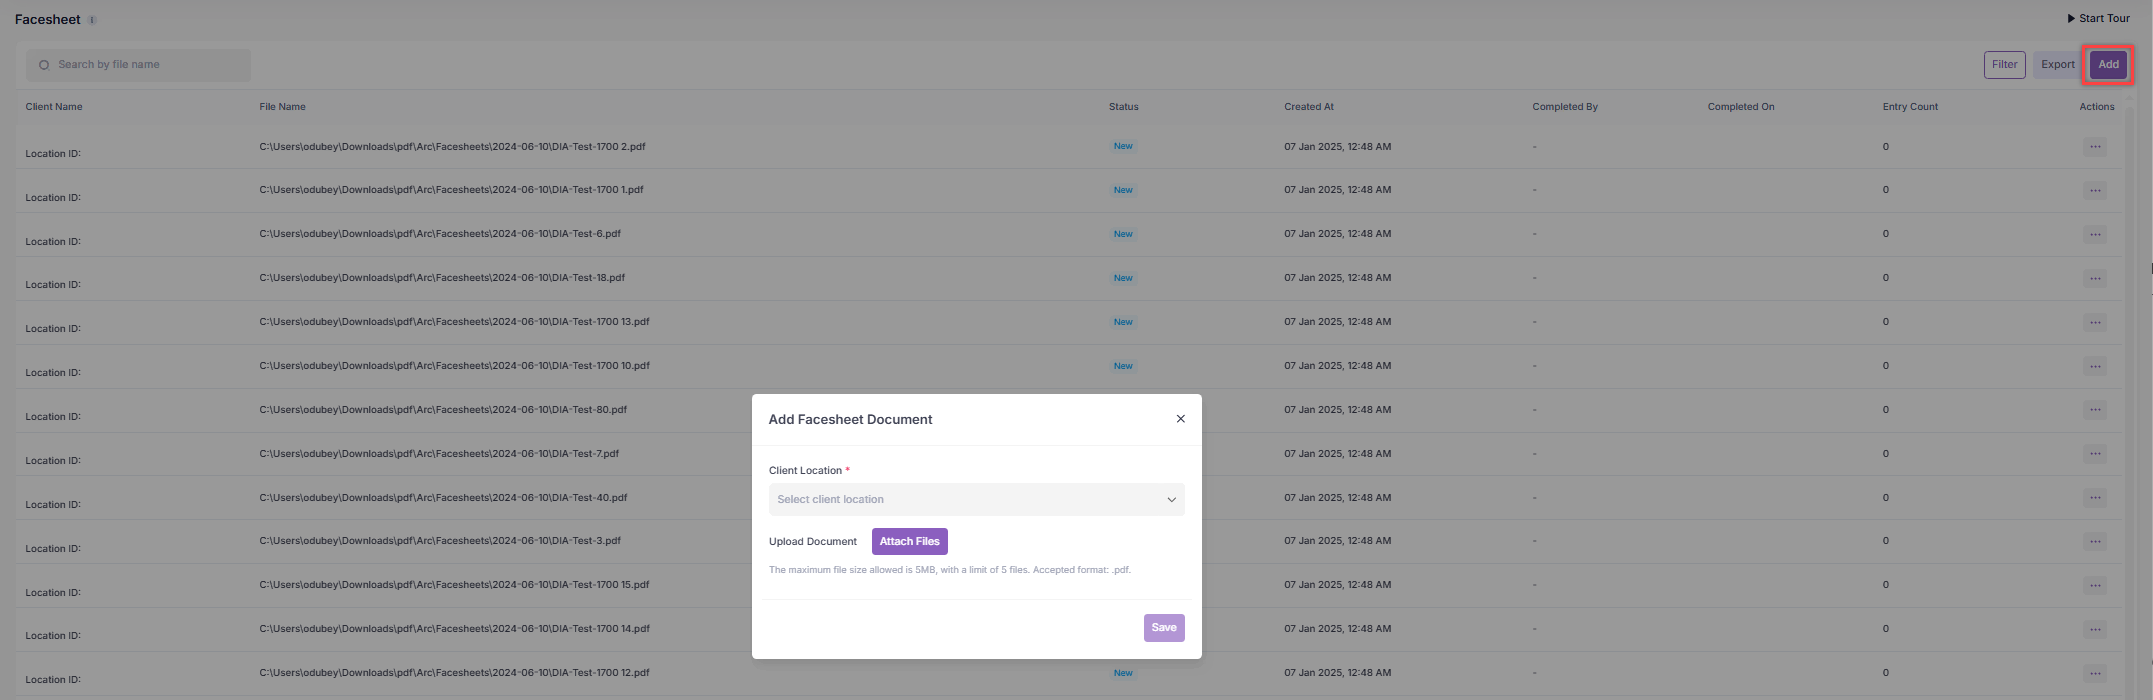 Facesheet
Start Tour
Search by file name
Filter Export Add
Client Name File Name Status Created At Completed By Completed On Entry Count Actions
Location ID: C:\Users\odubey\Downloads\pdf\Arc\Facesheets\2024-06-10\DIA-Test-1700 2.pdf New 07 Jan 2025, 12:48 AM - 0 ...
Location ID: C:\Users\odubey\Downloads\pdf\Arc\Facesheets\2024-06-10\DIA-Test-1700 1.pdf New 07 Jan 2025, 12:48 AM - 0 ...
Location ID: C:\Users\odubey\Downloads\pdf\Arc\Facesheets\2024-06-10\DIA-Test-6.pdf New 07 Jan 2025, 12:48 AM - 0 ...
Location ID: C:\Users\odubey\Downloads\pdf\Arc\Facesheets\2024-06-10\DIA-Test-18.pdf New 07 Jan 2025, 12:48 AM - 0 ...
Location ID: C:\Users\odubey\Downloads\pdf\Arc\Facesheets\2024-06-10\DIA-Test-1700 13.pdf New 07 Jan 2025, 12:48 AM - 0 ...
Location ID: C:\Users\odubey\Downloads\pdf\Arc\Facesheets\2024-06-10\DIA-Test-1700 10.pdf New 07 Jan 2025, 12:48 AM - 0 ...
Location ID: C:\Users\odubey\Downloads\pdf\Arc\Facesheets\2024-06-10\DIA-Test-80.pdf 07 Jan 2025, 12:48 AM - 0 ...
Location ID: C:\Users\odubey\Downloads\pdf\Arc\Facesheets\2024-06-10\DIA-Test-7.pdf 07 Jan 2025, 12:48 AM - 0 ...
Location ID: C:\Users\odubey\Downloads\pdf\Arc\Facesheets\2024-06-10\DIA-Test-40.pdf 07 Jan 2025, 12:48 AM - 0 ...
Location ID: C:\Users\odubey\Downloads\pdf\Arc\Facesheets\2024-06-10\DIA-Test-3.pdf 07 Jan 2025, 12:48 AM - 0 ...
Location ID: C:\Users\odubey\Downloads\pdf\Arc\Facesheets\2024-06-10\DIA-Test-1700 15.pdf 07 Jan 2025, 12:48 AM - 0 ...
Location ID: C:\Users\odubey\Downloads\pdf\Arc\Facesheets\2024-06-10\DIA-Test-1700 14.pdf 07 Jan 2025, 12:48 AM - 0 ...
Location ID: C:\Users\odubey\Downloads\pdf\Arc\Facesheets\2024-06-10\DIA-Test-1700 12.pdf New 07 Jan 2025, 12:48 AM - 0 ...
Add Facesheet Document
Client Location *
Select client location
Upload Document Attach Files
The maximum file size allowed is 5MB, with a limit of 5 files. Accepted format: .pdf.
Save